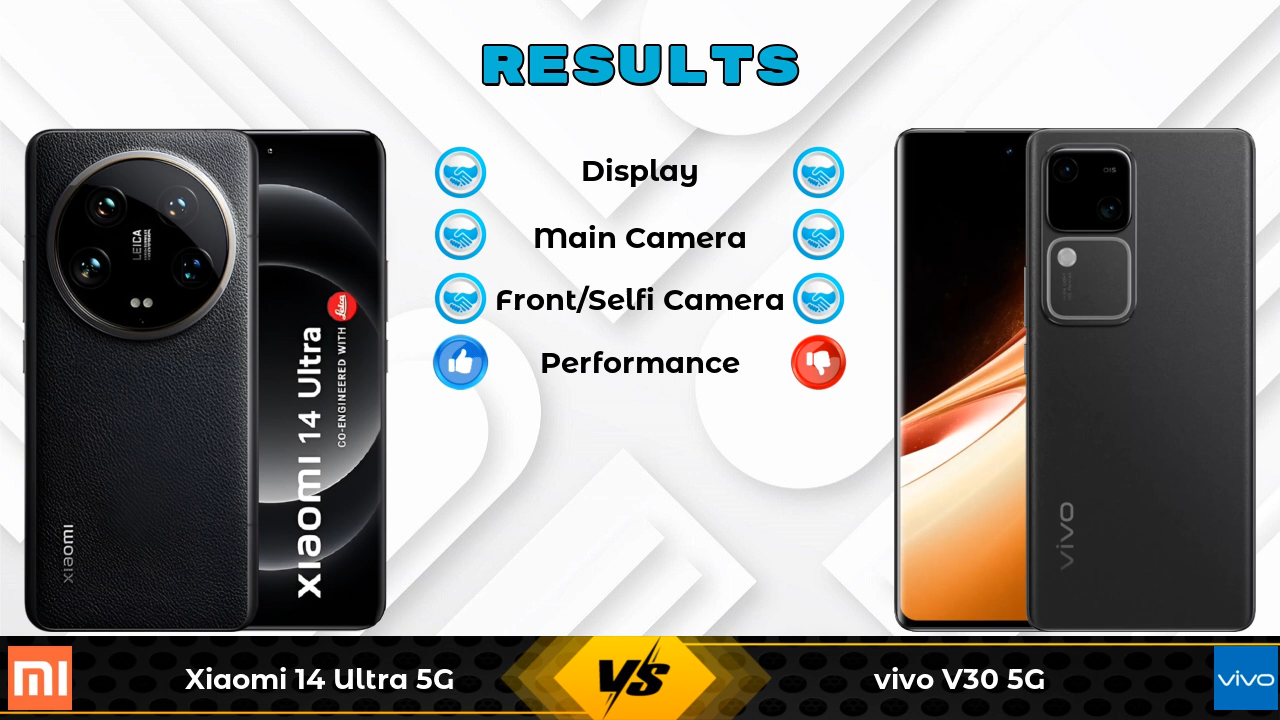 RESULTS
Display
Main Camera
Front/Selfi Camera
Performance
LEICA
OIS
Xiaomi 14 Ultra
CO-ENGINEERED WITH
Leica
xiaomi
vivo
Xiaomi 14 Ultra 5G
VS
vivo V30 5G
vivo